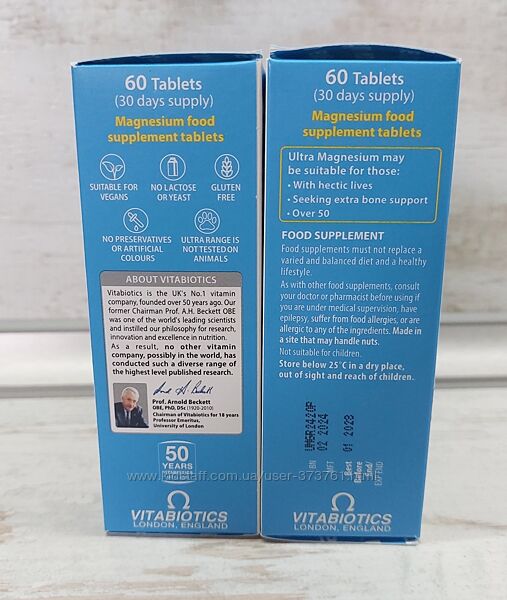 60 Tablets
(30 days supply)
Magnesium food
supplement tablets
SUITABLE FOR
VEGANS
NO LACTOSE
OR YEAST
GLUTEN
FREE
NO PRESERVATIVES
OR ARTIFICIAL
COLOURS
ULTRA RANGE IS
NOT TESTED ON
ANIMALS
ABOUT VITABIOTICS
Vitabiotics is the UK's No.1 vitamin
company, founded over 50 years ago. Our
former Chairman Prof. A.H. Beckett OBE
was one of the world's leading scientists
and instilled our philosophy for research,
innovation and excellence in nutrition.
As a result, no other vitamin
company, possibly in the world, has
conducted such a diverse range of
the highest level published research.
Prof. Arnold Beckett
OBE, PhD, DSc (1920-2010)
Chairman of Vitabiotics for 18 years
Professor Emeritus,
University of London
50
YEARS
VITABIOTICS
LONDON, ENGLAND
60 Tablets
(30 days supply)
Magnesium food
supplement tablets
Ultra Magnesium may
be suitable for those:
• With hectic lives
• Seeking extra bone support
• Over 50
FOOD SUPPLEMENT
Food supplements must not replace a
varied and balanced diet and a healthy
lifestyle.
As with other food supplements, consult
your doctor or pharmacist before using if
you are under medical supervision, have
epilepsy, suffer from food allergies, or are
allergic to any of the ingredients. Made in
a site that may handle nuts.
Not suitable for children.
Store below 25°C in a dry place,
out of sight and reach of children.
BN
02 2024
MFT
01 2028
Best
Before
End/
EXP.END
VITABIOTICS
LONDON, ENGLAND